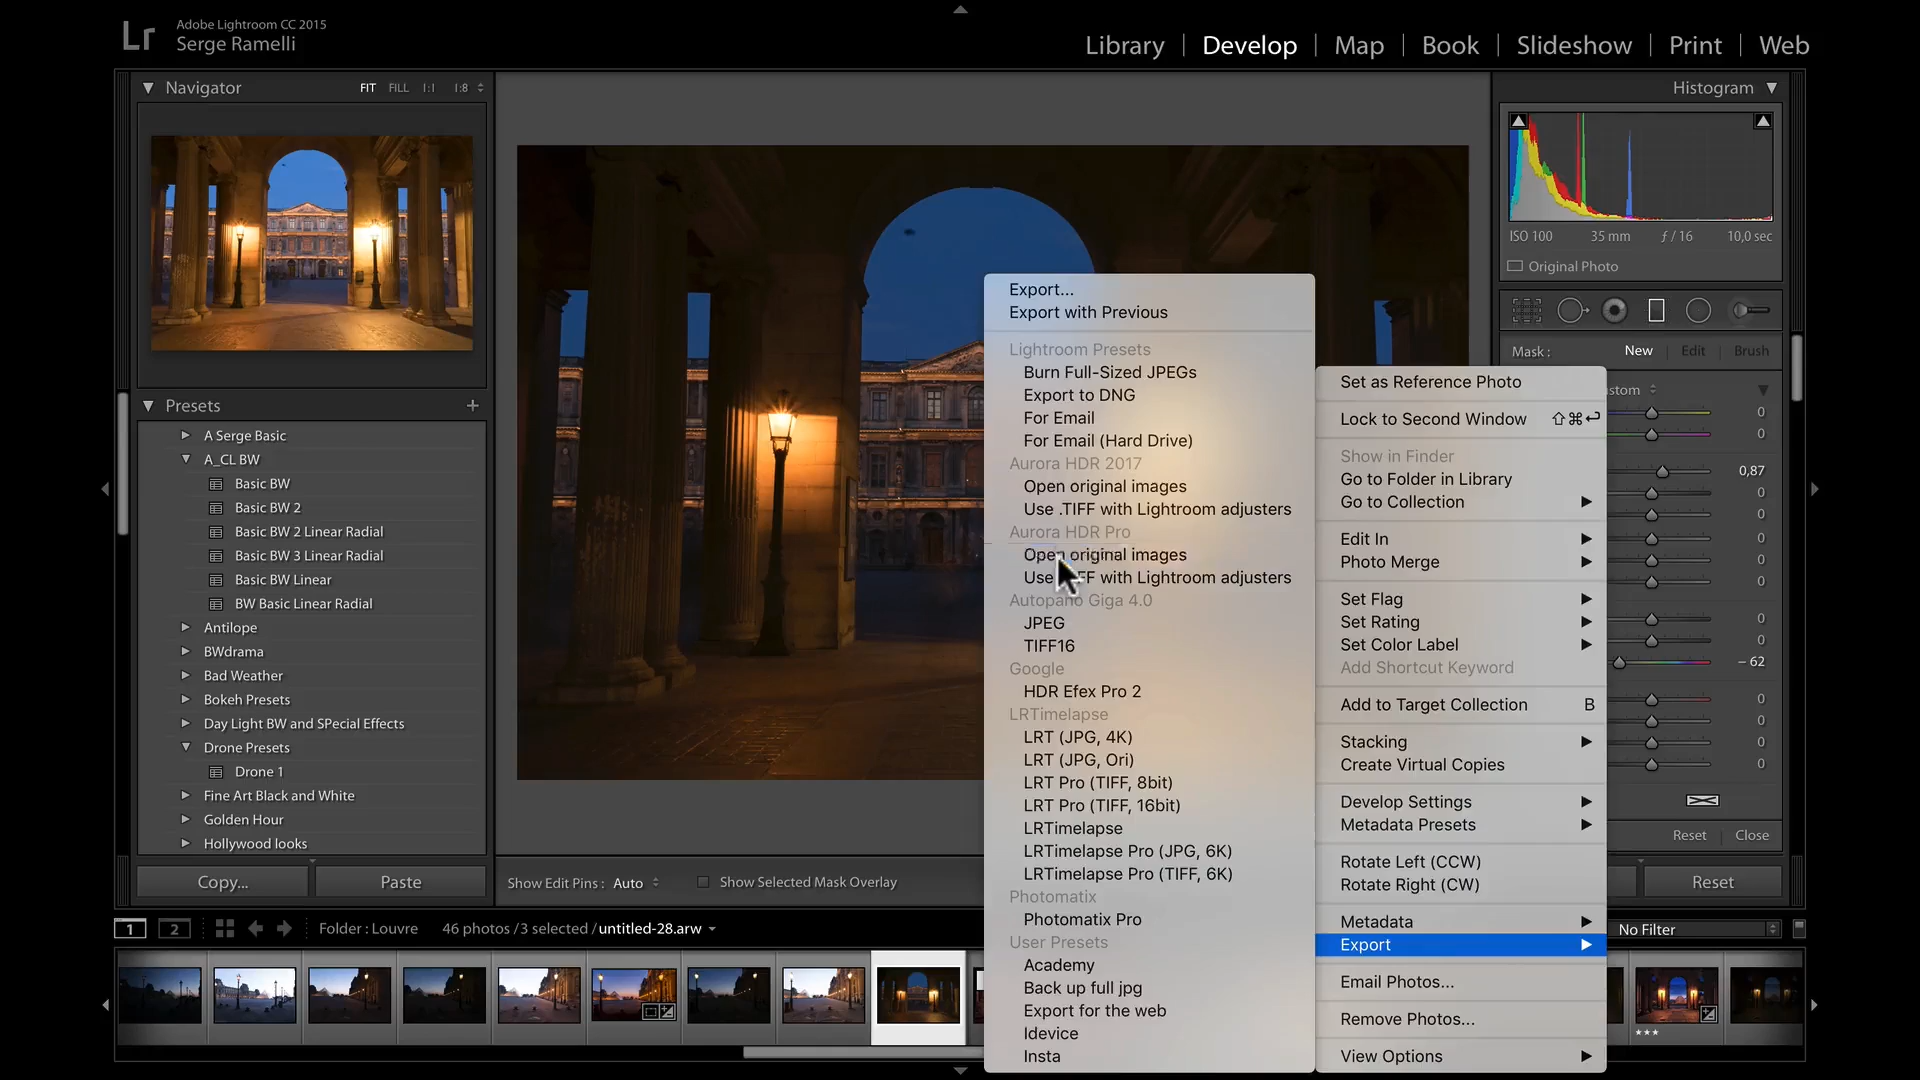 Lr
Adobe Lightroom CC 2015
Serge Ramelli
Library
Develop
Map
Book
Slideshow
Print
Web
Navigator
FIT
FILL
1:1
1:8
Presets
A Serge Basic
A_CL BW
Basic BW
Basic BW 2
Basic BW 2 Linear Radial
Basic BW 3 Linear Radial
Basic BW Linear
BW Basic Linear Radial
Antilope
BWdrama
Bad Weather
Bokeh Presets
Day Light BW and SPecial Effects
Drone Presets
Drone 1
Fine Art Black and White
Golden Hour
Hollywood looks
Copy...
Paste
Show Edit Pins : Auto
Show Selected Mask Overlay
Export...
Export with Previous
Lightroom Presets
Burn Full-Sized JPEGs
Export to DNG
For Email
For Email (Hard Drive)
Aurora HDR 2017
Open original images
Use .TIFF with Lightroom adjusters
Aurora HDR Pro
Open original images
Use with Lightroom adjusters
Autopano Giga 4.0
JPEG
TIFF16
Google
HDR Efex Pro 2
LRTimelapse
LRT (JPG, 4K)
LRT (JPG, Ori)
LRT Pro (TIFF, 8bit)
LRT Pro (TIFF, 16bit)
LRTimelapse
LRTimelapse Pro (JPG, 6K)
LRTimelapse Pro (TIFF, 6K)
Photomatix
Photomatix Pro
User Presets
Academy
Back up full jpg
Export for the web
Idevice
Insta
Set as Reference Photo
Lock to Second Window ⇧⌘↩
Show in Finder
Go to Folder in Library
Go to Collection
Edit In
Photo Merge
Set Flag
Set Rating
Set Color Label
Add Shortcut Keyword
Add to Target Collection B
Stacking
Create Virtual Copies
Develop Settings
Metadata Presets
Rotate Left (CCW)
Rotate Right (CW)
Metadata
Export
Email Photos...
Remove Photos...
View Options
Histogram
ISO 100
35 mm
ƒ / 16
10,0 sec
Original Photo
Mask :
New
Edit
Brush
0
0
0,87
0
0
0
0
0
0
0
– 62
0
0
0
0
Reset
Close
Reset
1
2
Folder : Louvre
46 photos /3 selected /untitled-28.arw
No Filter